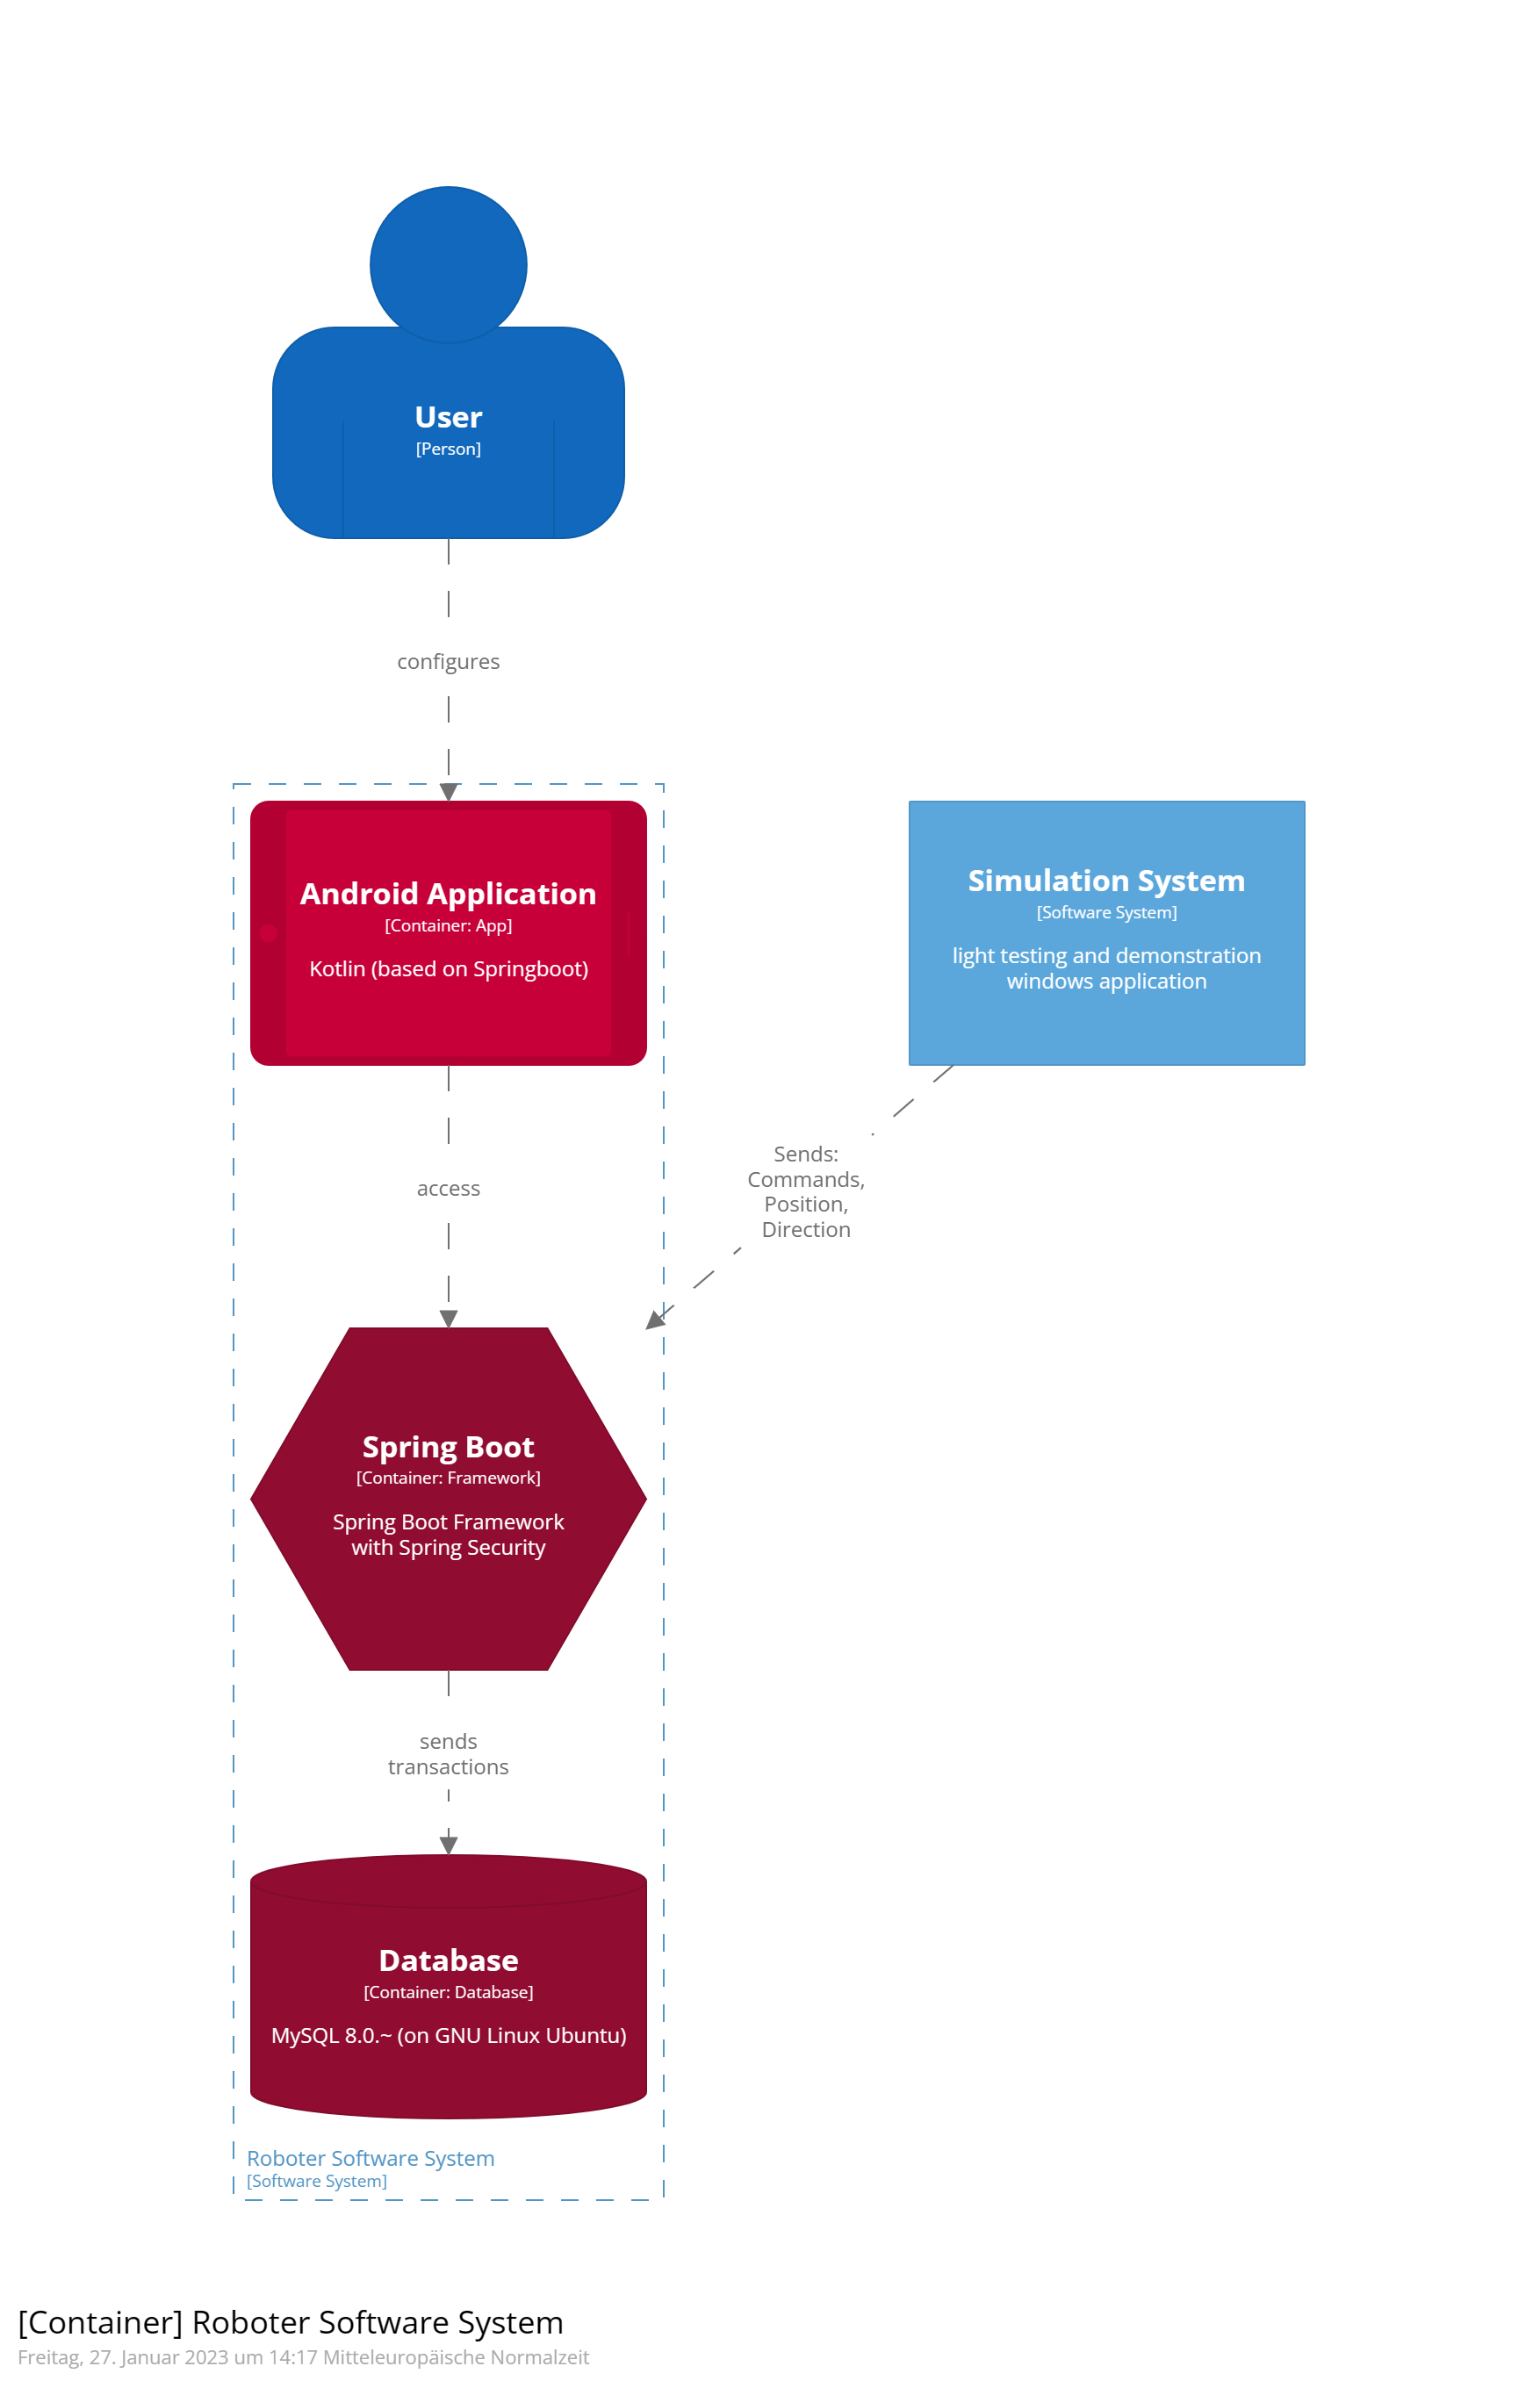 User
[Person]
configures
Android Application
[Container: App]
Kotlin (based on Springboot)
Simulation System
[Software System]
light testing and demonstration
windows application
access
Sends:
Commands,
Position,
Direction
Spring Boot
[Container: Framework]
Spring Boot Framework
with Spring Security
sends
transactions
Database
[Container: Database]
MySQL 8.0.~ (on GNU Linux Ubuntu)
Roboter Software System
[Software System]
[Container] Roboter Software System
Freitag, 27. Januar 2023 um 14:17 Mitteleuropäische Normalzeit